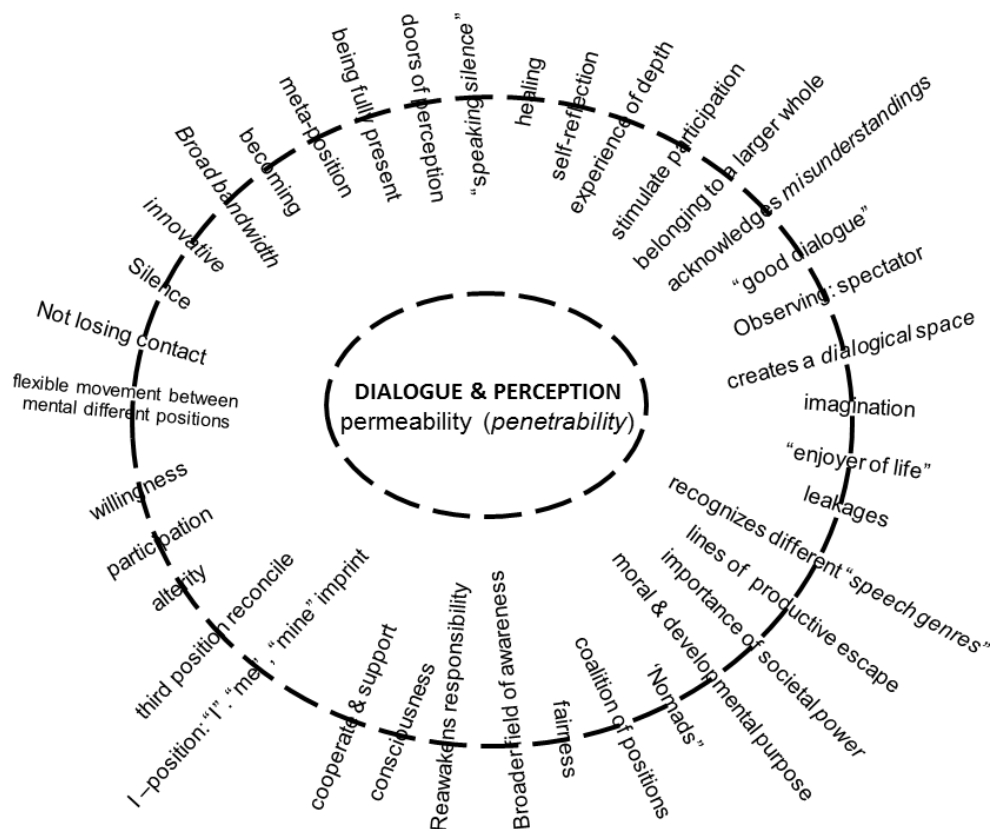 DIALOGUE & PERCEPTION
permeability (penetrability)
"speaking silence"
healing
self-reflection
experience of depth
stimulate participation
belonging to a larger whole
acknowledges misunderstandings
"good dialogue"
Observing: spectator
creates a dialogical space
imagination
"enjoyer of life"
leakages
recognizes different "speech genres"
lines of productive escape
importance of societal power
moral & developmental purpose
'Nomads"
coalition of positions
fairness
Broader field of awareness
Reawakens responsibility
consciousness
cooperate & support
I –position: "I". "me", "mine" imprint
third position reconcile
alterity
participation
willingness
flexible movement between
mental different positions
Not losing contact
Silence
innovative
Broad bandwidth
becoming
meta-position
being fully present
doors of perception